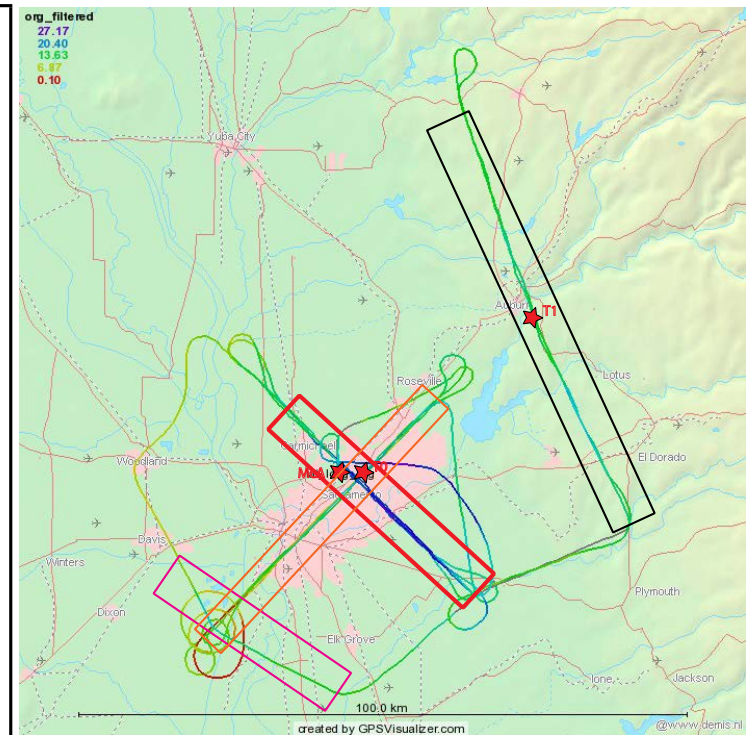 org_filtered
27.17
20.40
13.63
6.87
0.10
Yuba City
Auburn
T1
Lotus
Roseville
Carmichael
El Dorado
Woodland
Sacramento
Davis
Winters
Plymouth
Dixon
Elk Grove
Ione
Jackson
100.0 km
created by GPSVisualizer.com
@www.demis.nl